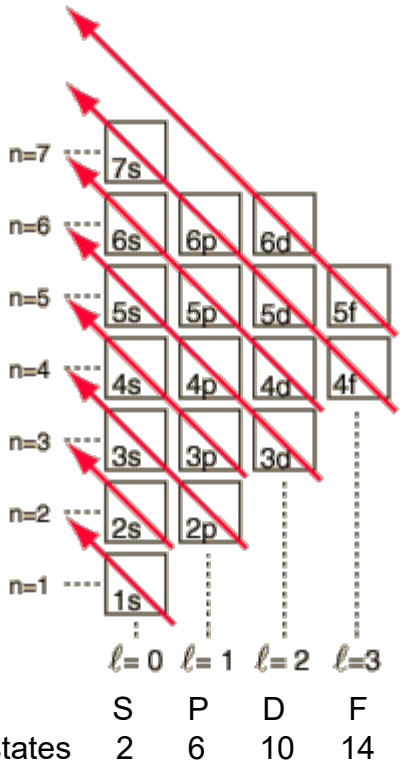 n=7 7s
n=6 6s 6p 6d
n=5 5s 5p 5d 5f
n=4 4s 4p 4d 4f
n=3 3s 3p 3d
n=2 2s 2p
n=1 1s
ℓ= 0 ℓ= 1 ℓ= 2 ℓ=3
S P D F
states 2 6 10 14